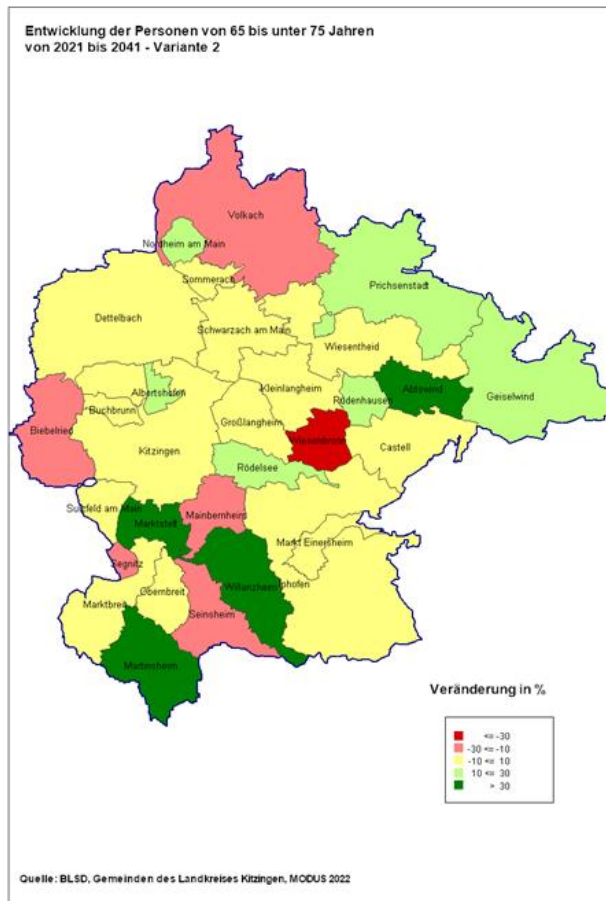 Entwicklung der Personen von 65 bis unter 75 Jahren
von 2021 bis 2041 - Variante 2
Volkach
Nordheim am Main
Sommerach
Prichsenstadt
Dettelbach
Schwarzach am Main
Wiesentheid
Geiselwind
Abtswind
Kleinlangheim
Rüdenhausen
Albertshofen
Buchbrunn
Biebelried
Großlangheim
Wiesenbronn
Castell
Kitzingen
Rödelsee
Sulzfeld am Main
Mainbernheim
Marktsteft
Markt Einersheim
Segnitz
Willanzheim
Iphofen
Obernbreit
Marktbreit
Seinsheim
Martinsheim
Veränderung in %
<= -30
-30 <= -10
-10 <= 10
10 <= 30
> 30
Quelle: BLSD, Gemeinden des Landkreises Kitzingen, MODUS 2022